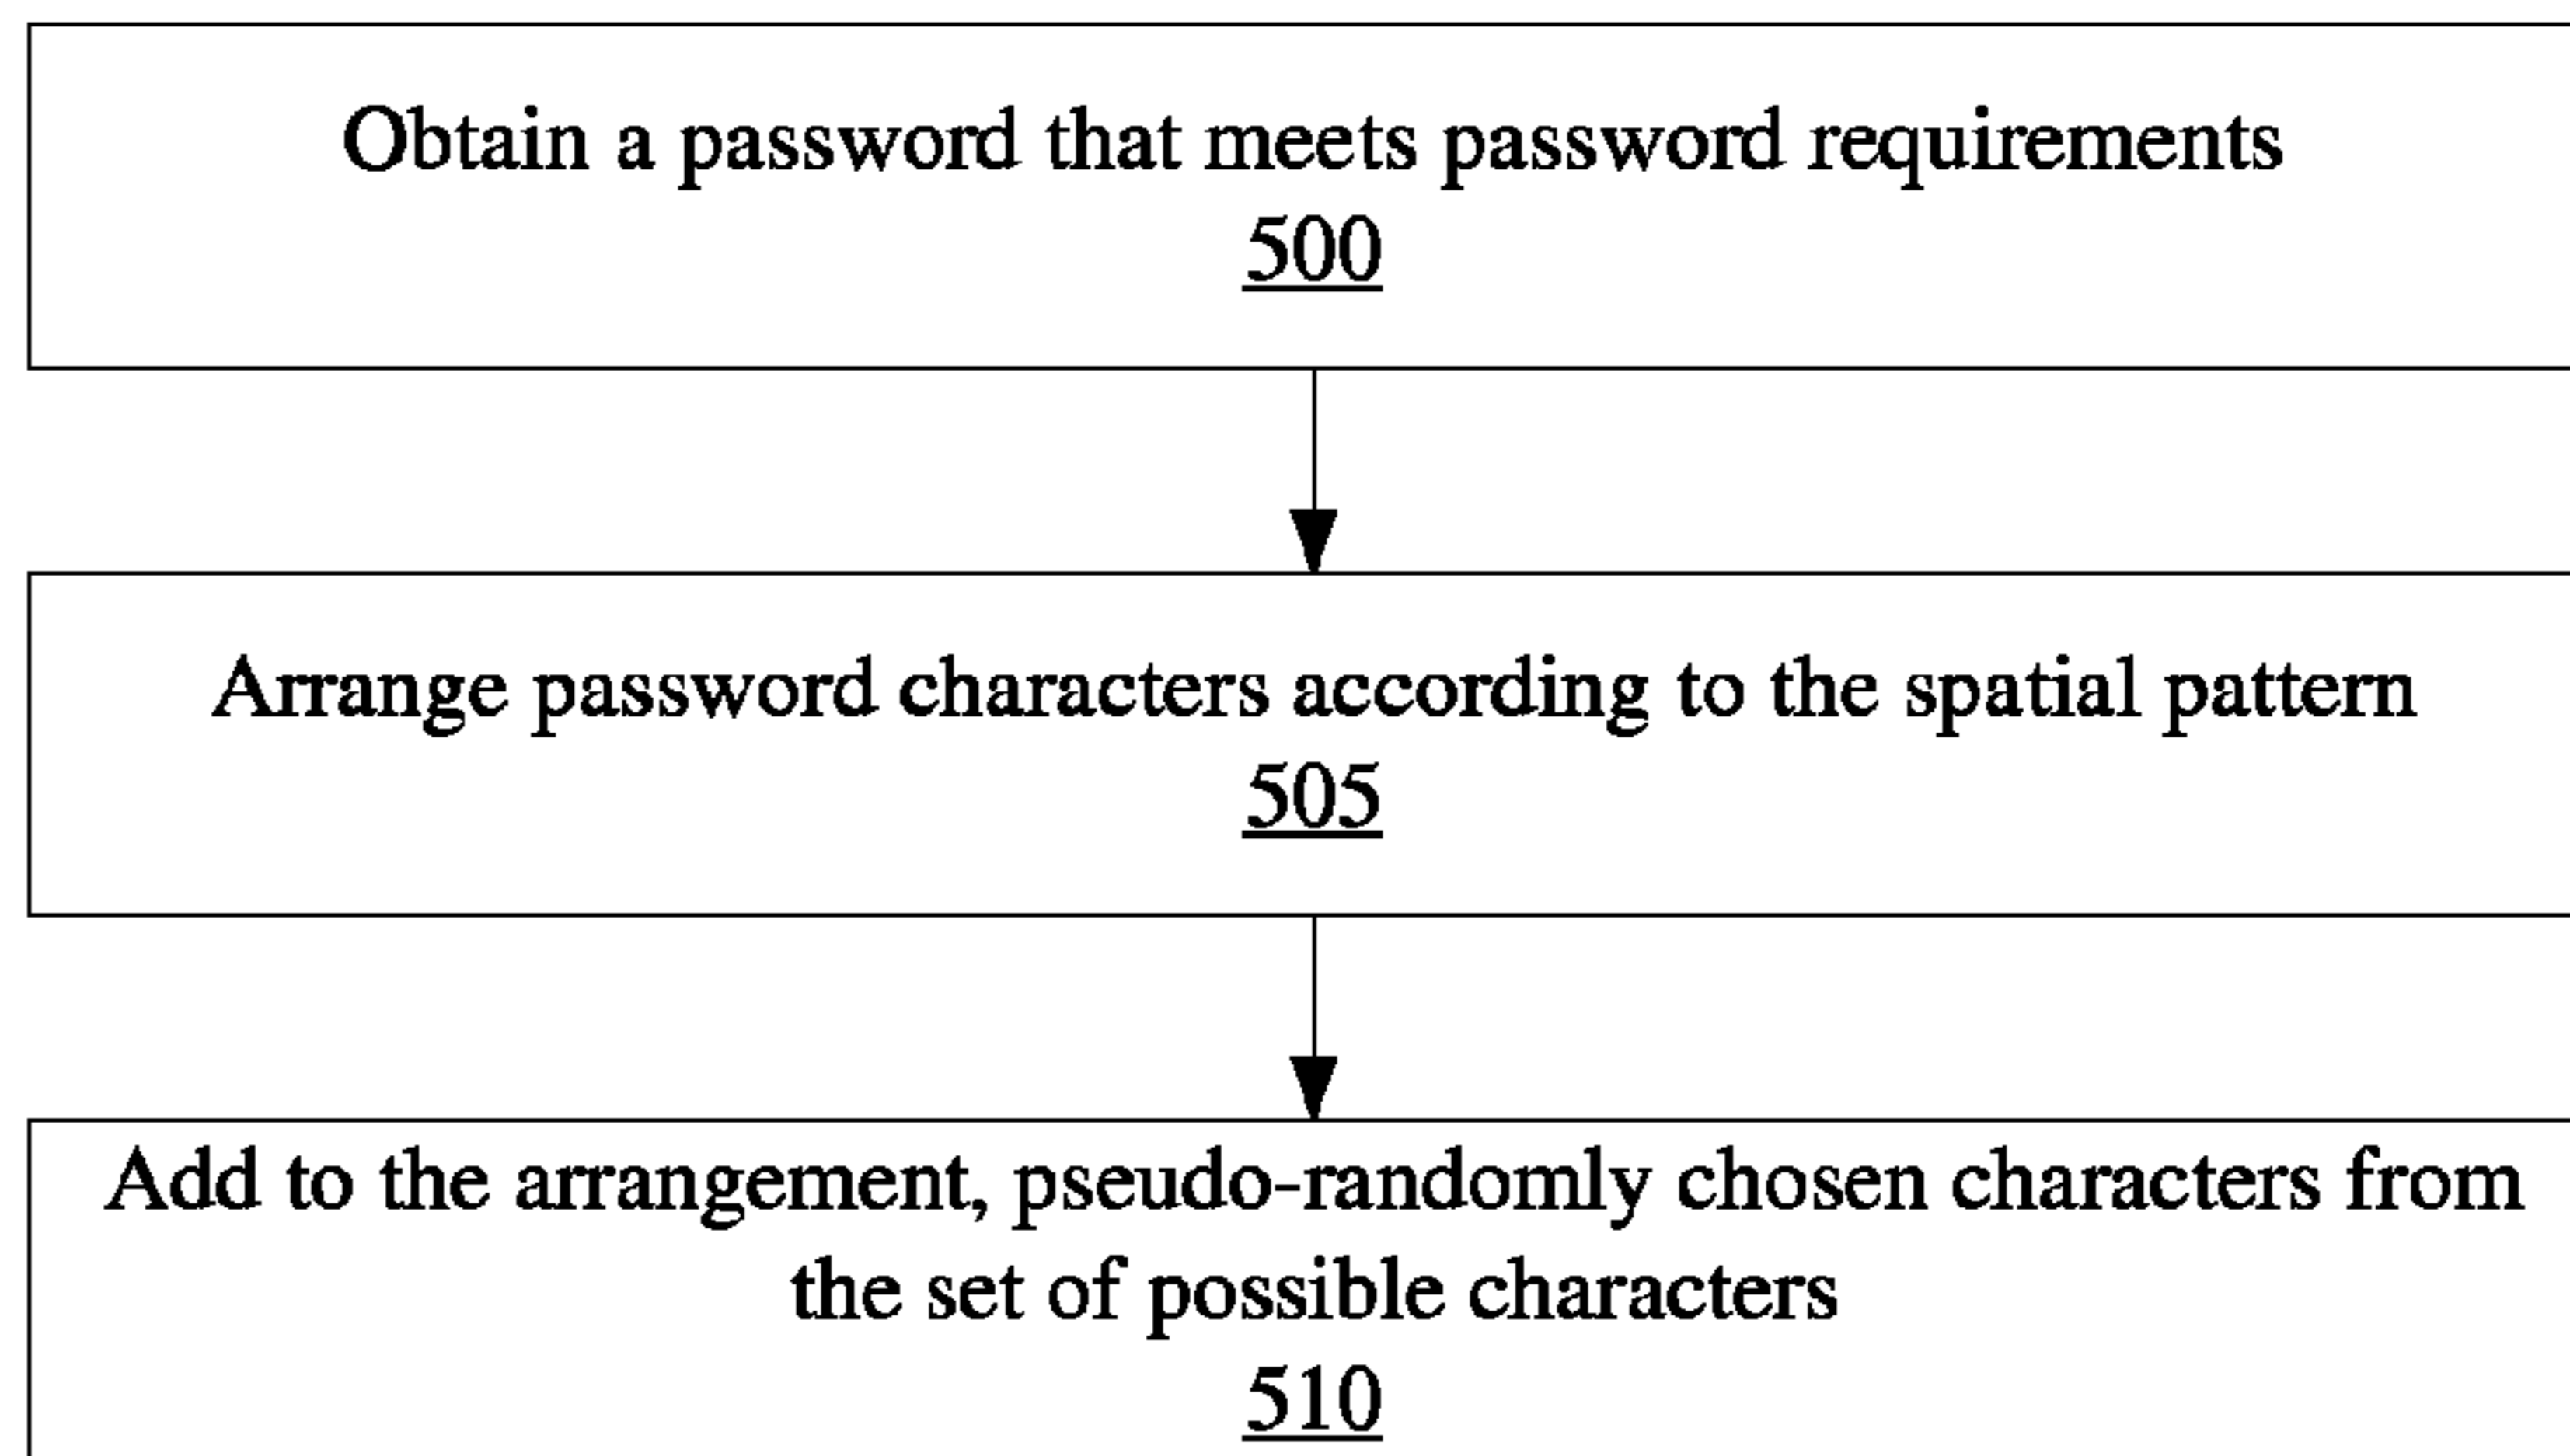 Obtain a password that meets password requirements
500
Arrange password characters according to the spatial pattern
505
Add to the arrangement, pseudo-randomly chosen characters from
the set of possible characters
510